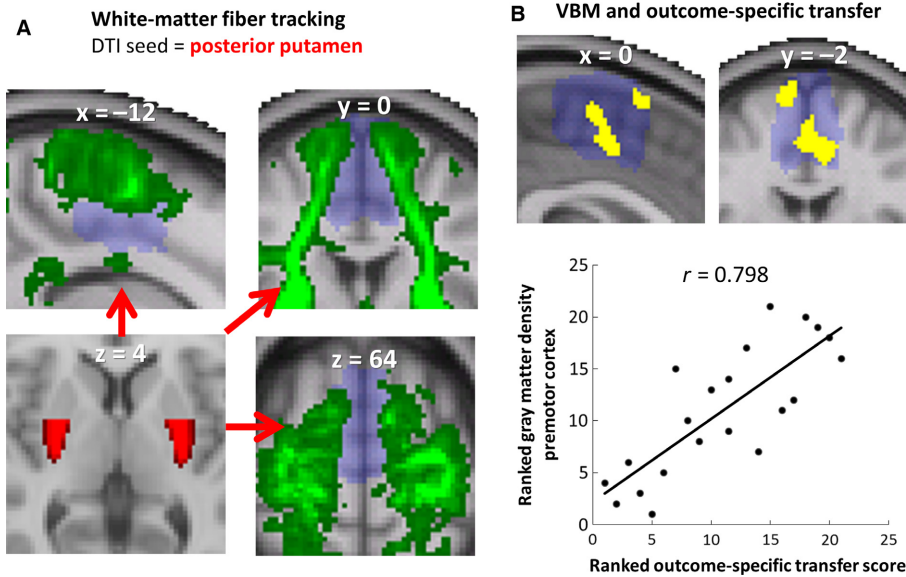 A
White-matter fiber tracking
DTI seed = posterior putamen
x = –12
y = 0
z = 4
z = 64
B
VBM and outcome-specific transfer
x = 0
y = –2
r = 0.798
Ranked gray matter density
premotor cortex
25
20
15
10
5
0
0
5
10
15
20
25
Ranked outcome-specific transfer score